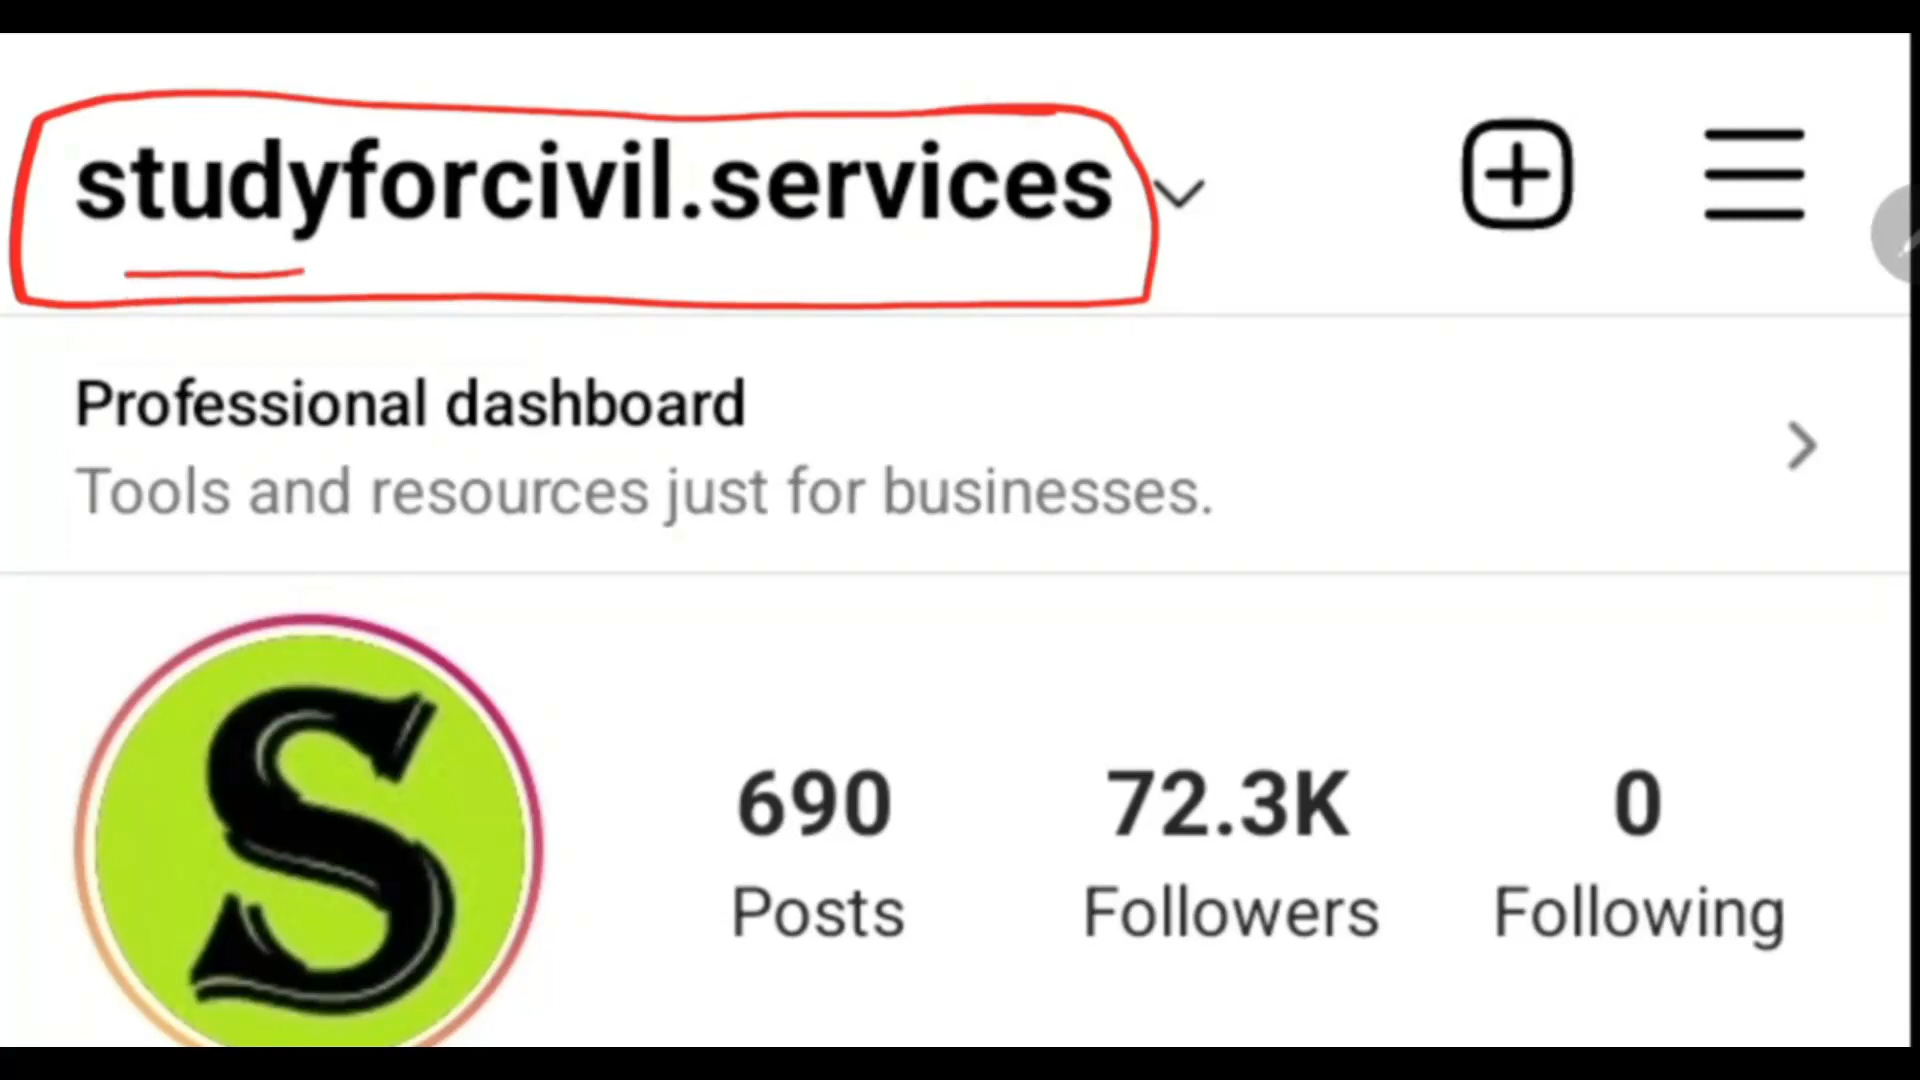 studyforcivil.services
Professional dashboard
Tools and resources just for businesses.
S
690 72.3K 0
Posts Followers Following